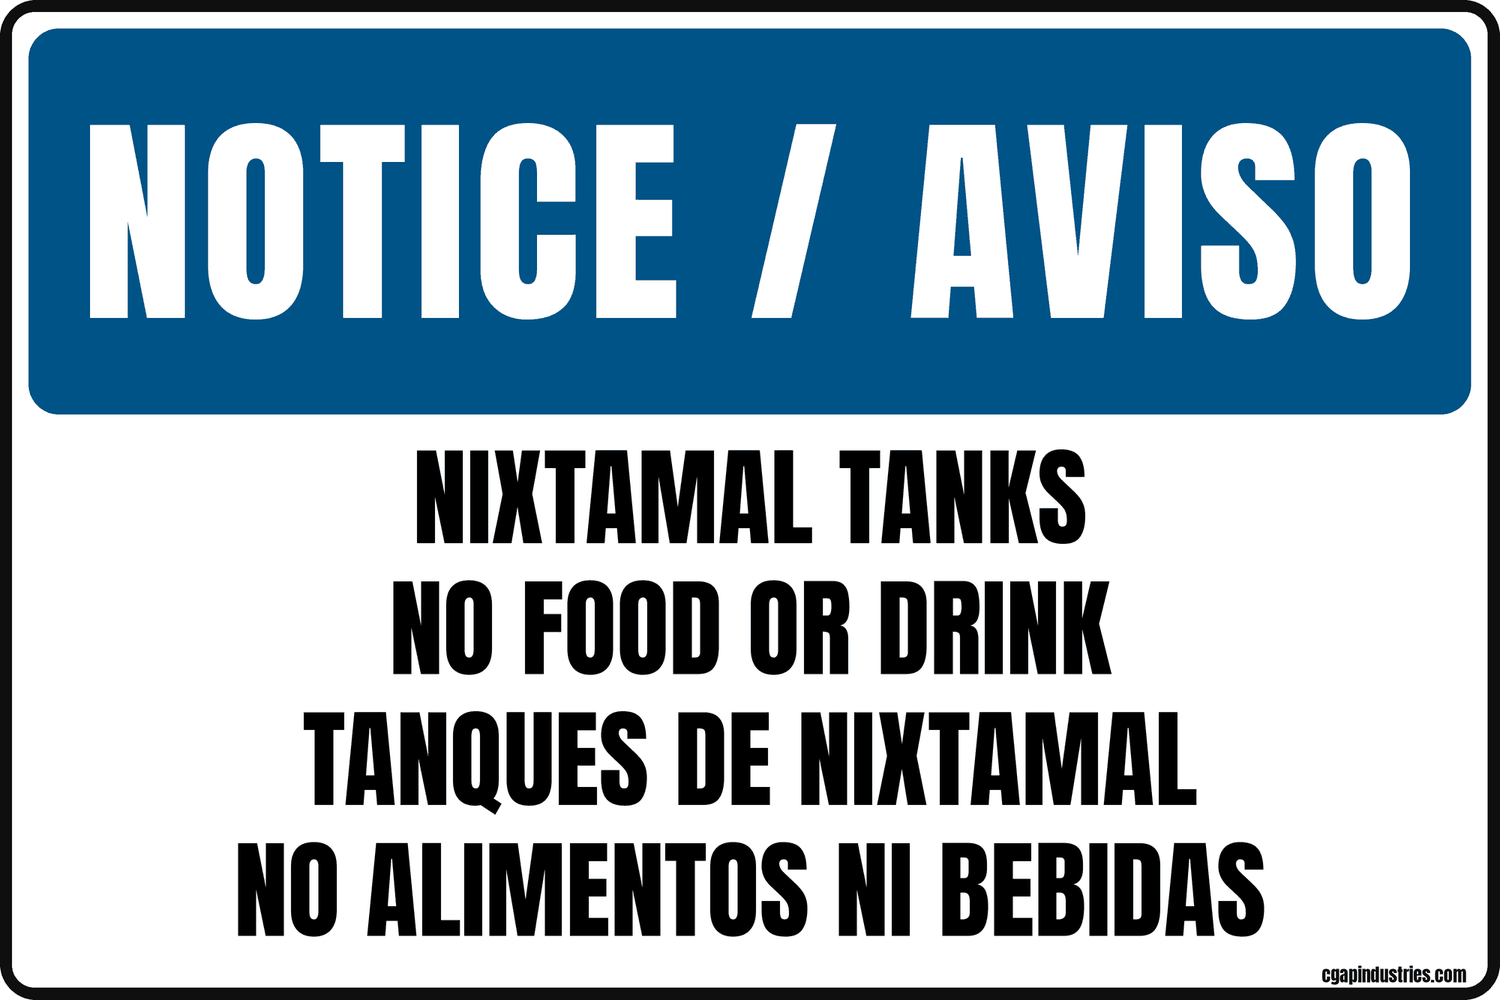 NOTICE / AVISO
NIXTAMAL TANKS
NO FOOD OR DRINK
TANQUES DE NIXTAMAL
NO ALIMENTOS NI BEBIDAS
cgapindustries.com